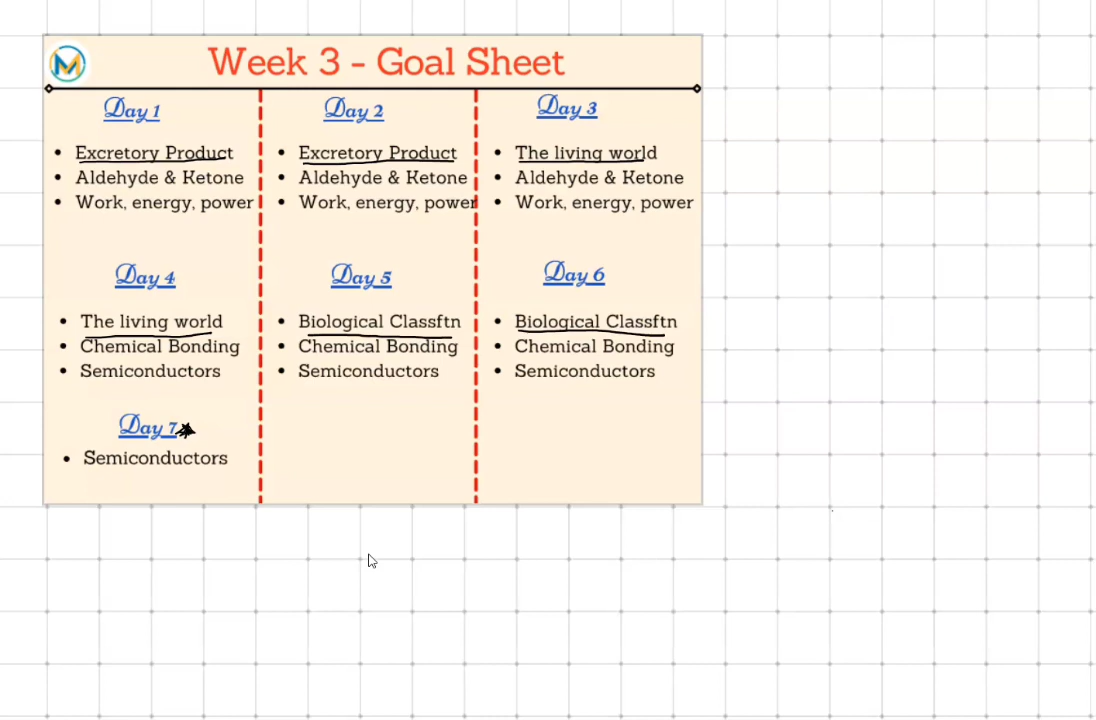 Week 3 - Goal Sheet
Day 1
• Excretory Product
• Aldehyde & Ketone
• Work, energy, power
Day 2
• Excretory Product
• Aldehyde & Ketone
• Work, energy, power
Day 3
• The living world
• Aldehyde & Ketone
• Work, energy, power
Day 4
• The living world
• Chemical Bonding
• Semiconductors
Day 5
• Biological Classftn
• Chemical Bonding
• Semiconductors
Day 6
• Biological Classftn
• Chemical Bonding
• Semiconductors
Day 7
• Semiconductors